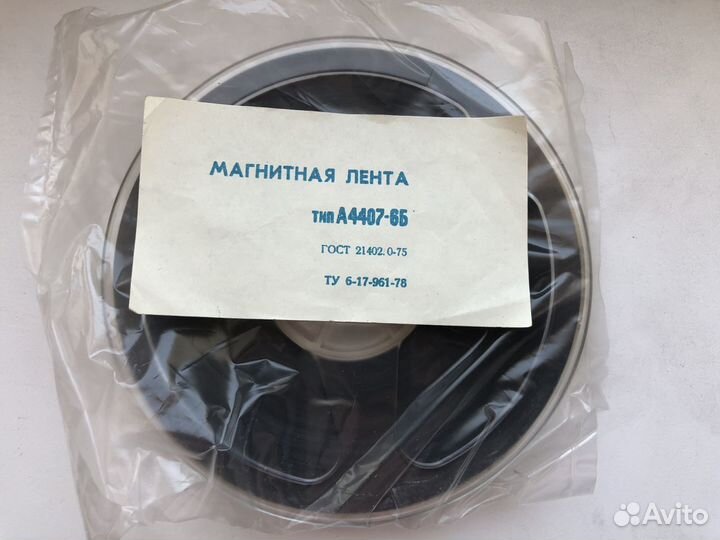 МАГНИТНАЯ ЛЕНТА
тип А4407-6Б
ГОСТ 21402.0-75
ТУ 6-17-961-78
Avito